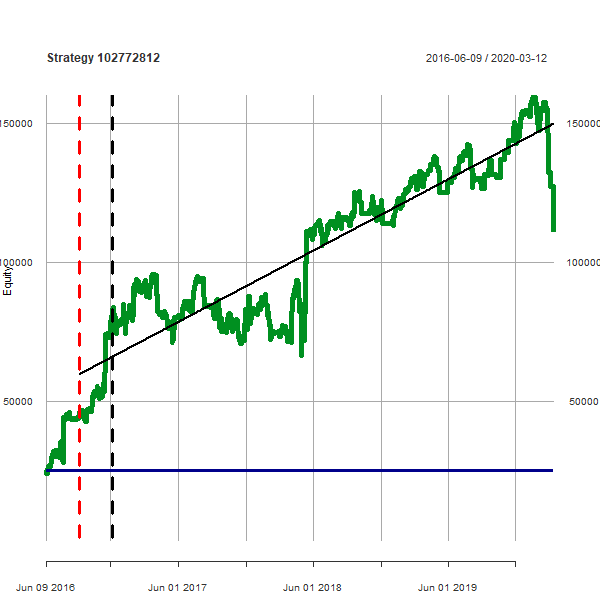 Strategy 102772812
2016-06-09 / 2020-03-12
150000
150000
100000
100000
Equity
50000
50000
Jun 09 2016
Jun 01 2017
Jun 01 2018
Jun 01 2019